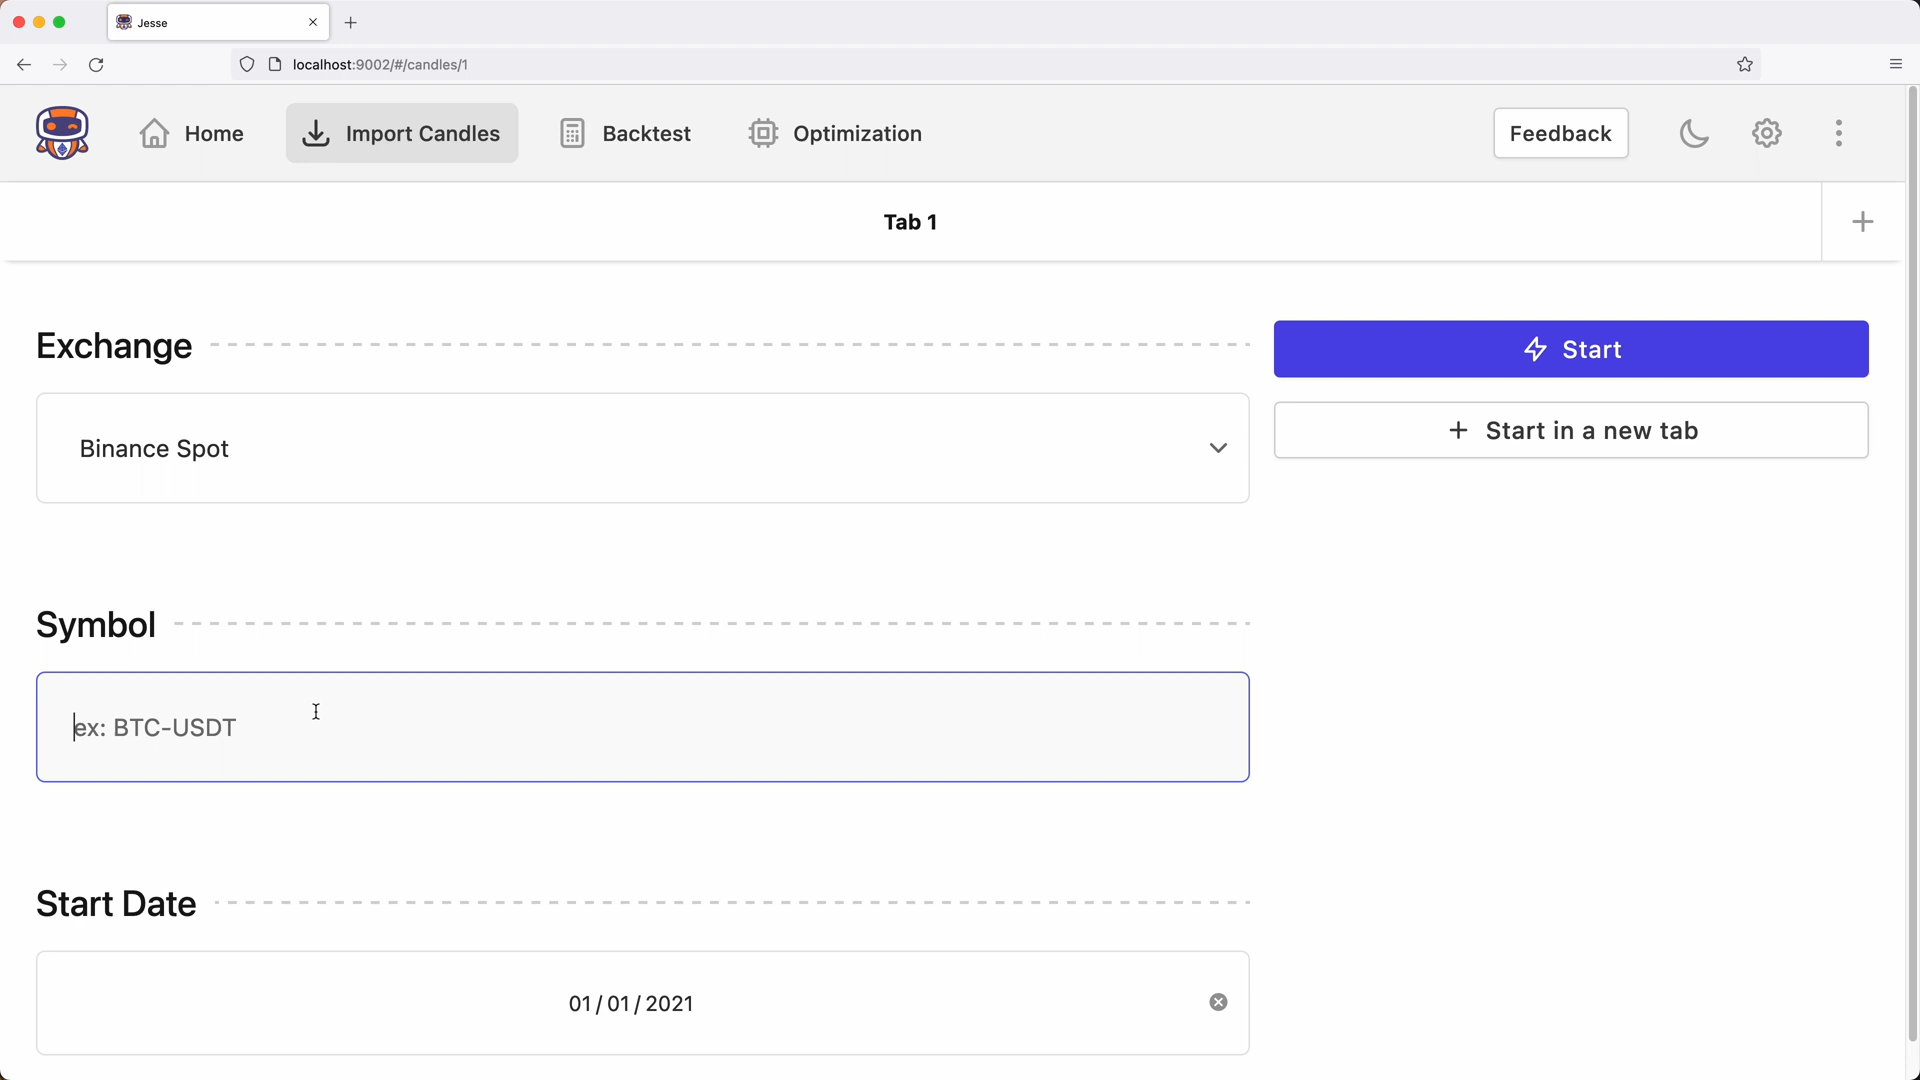 Jesse
localhost:9002/#/candles/1
Home
Import Candles
Backtest
Optimization
Feedback
Tab 1
Exchange
Start
Binance Spot
Start in a new tab
Symbol
ex: BTC-USDT
Start Date
01/01/2021